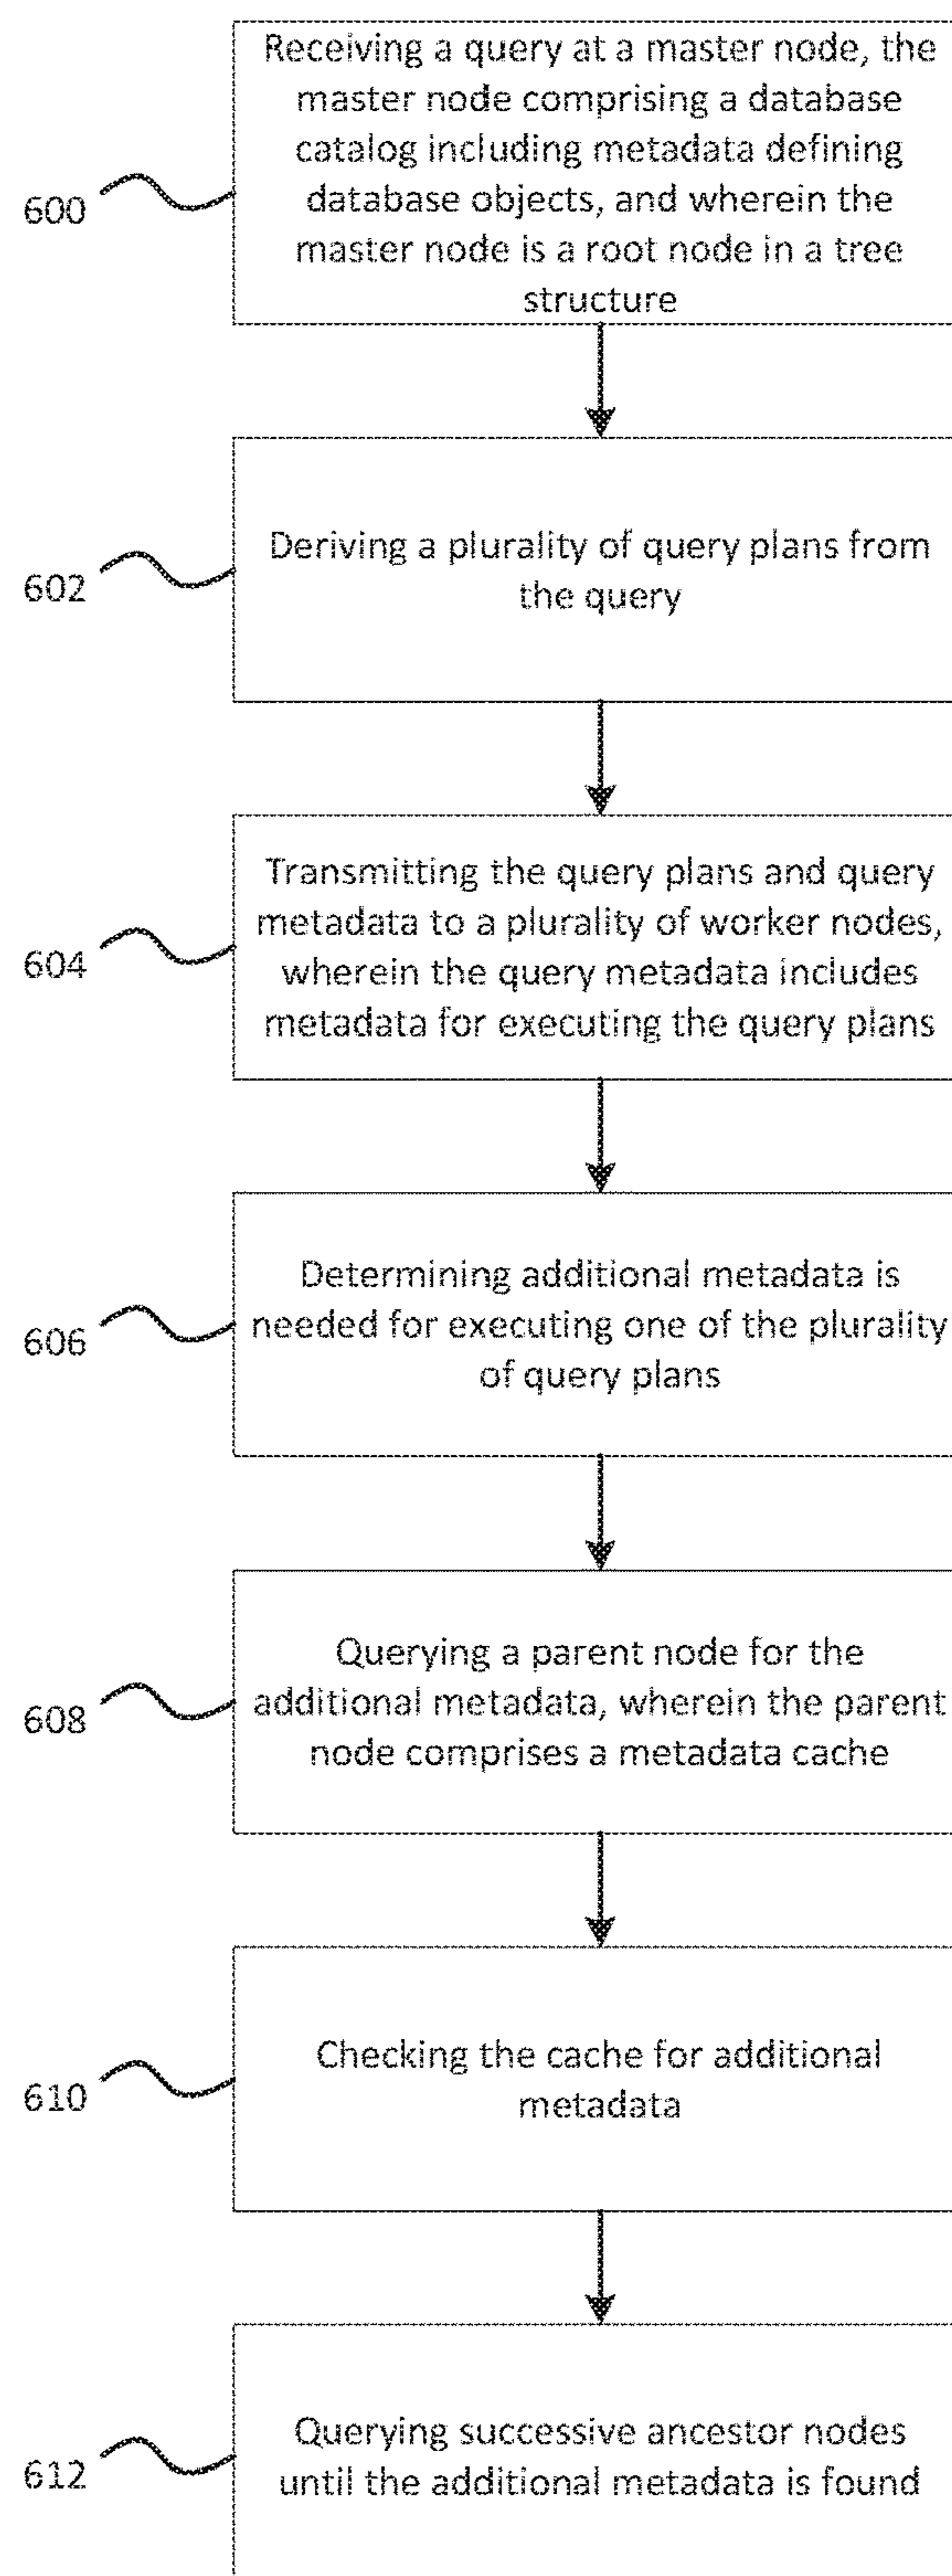 Receiving a query at a master node, the
master node comprising a database
catalog including metadata defining
database objects, and wherein the
master node is a root node in a tree
structure
600
Deriving a plurality of query plans from
the query
602
Transmitting the query plans and query
metadata to a plurality of worker nodes,
wherein the query metadata includes
metadata for executing the query plans
604
Determining additional metadata is
needed for executing one of the plurality
of query plans
606
Querying a parent node for the
additional metadata, wherein the parent
node comprises a metadata cache
608
Checking the cache for additional
metadata
610
Querying successive ancestor nodes
until the additional metadata is found
612